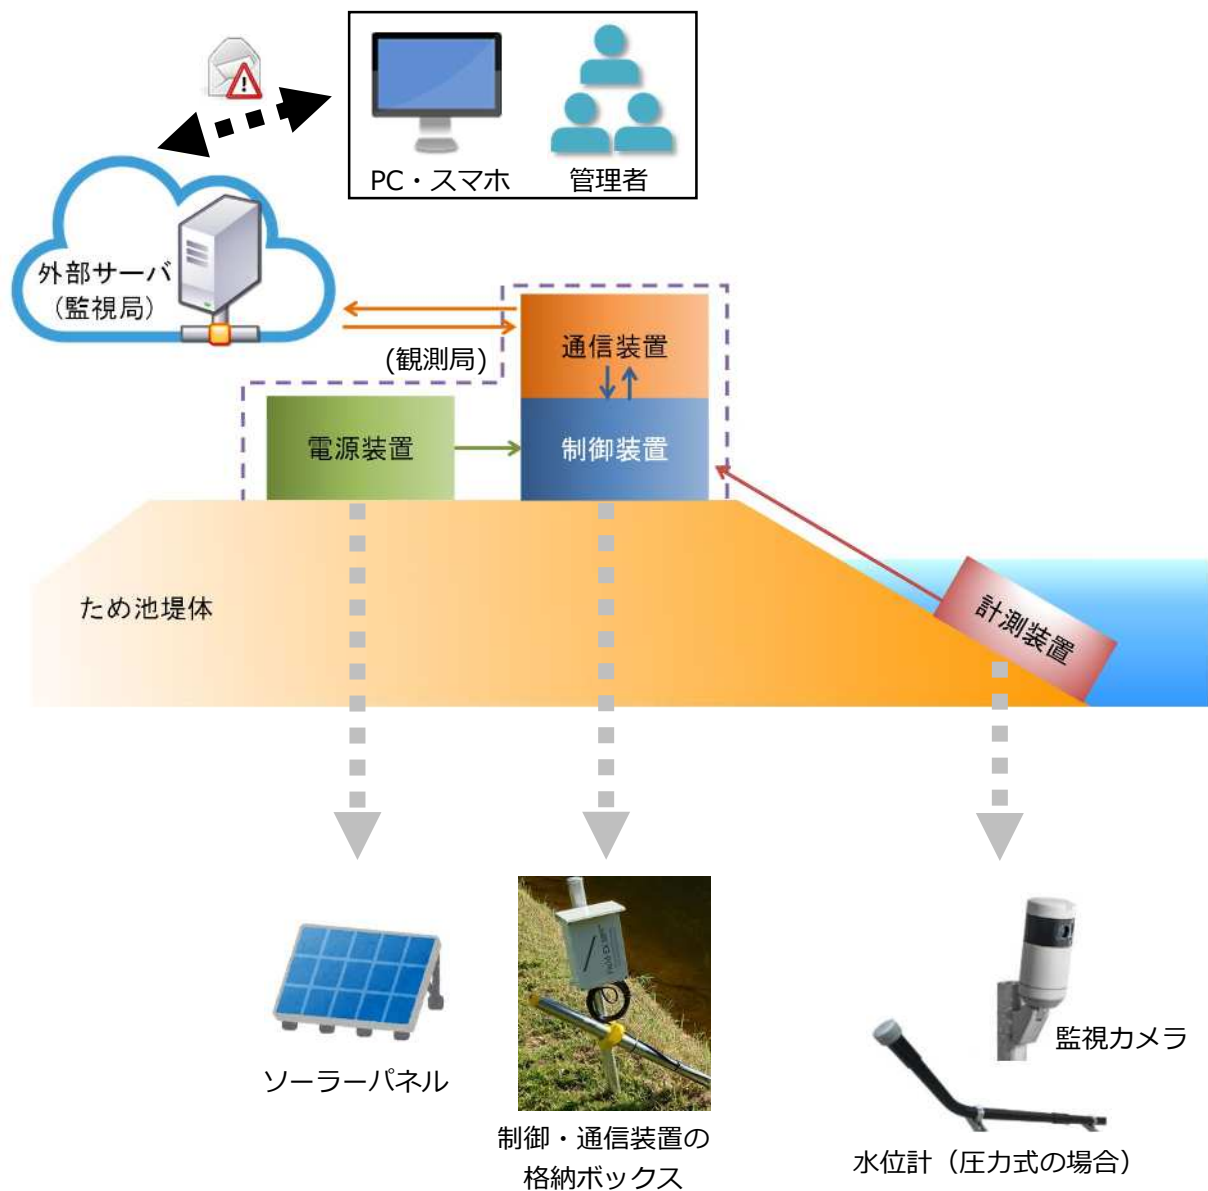 PC・スマホ
管理者
外部サーバ
(監視局)
(観測局)
通信装置
電源装置
制御装置
ため池堤体
計測装置
監視カメラ
ソーラーパネル
制御・通信装置の
格納ボックス
水位計（圧力式の場合）